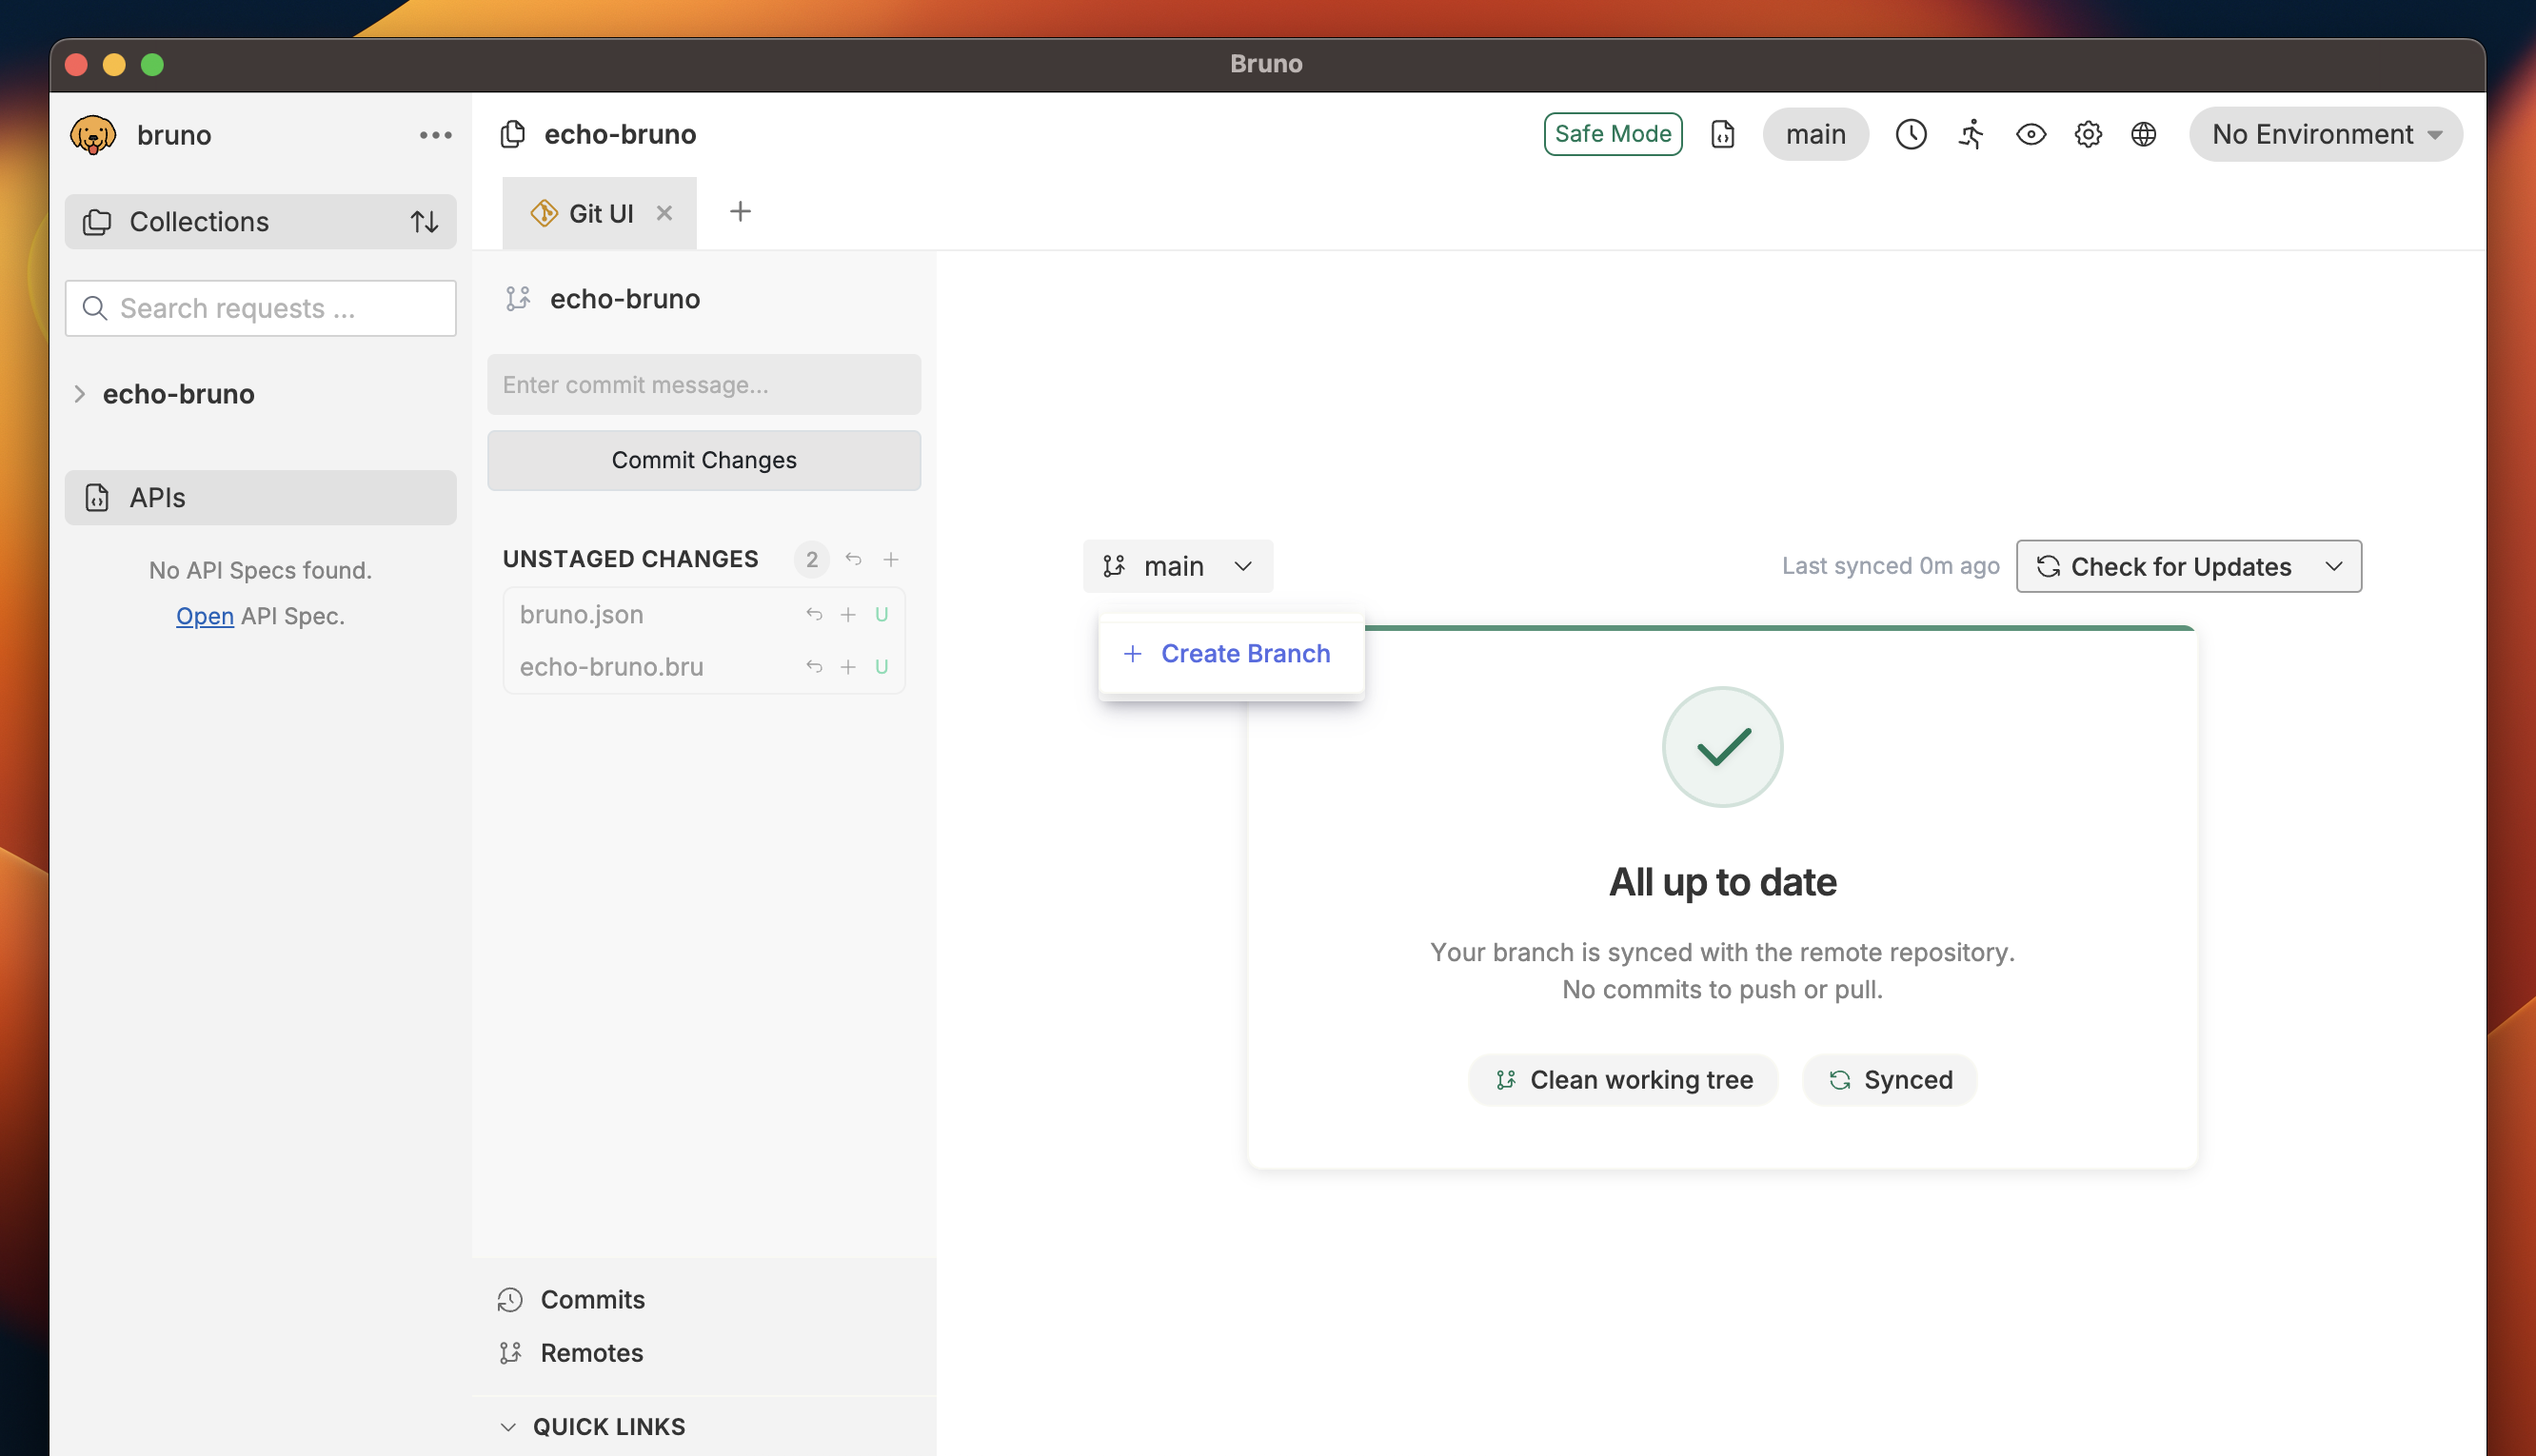 Bruno
bruno
echo-bruno
Safe Mode
main
No Environment
Collections
Git UI
Search requests ...
echo-bruno
echo-bruno
Enter commit message...
Commit Changes
APIs
No API Specs found.
Open API Spec.
UNSTAGED CHANGES 2
bruno.json U
echo-bruno.bru U
main
Last synced 0m ago
Check for Updates
Create Branch
All up to date
Your branch is synced with the remote repository.
No commits to push or pull.
Clean working tree
Synced
Commits
Remotes
QUICK LINKS